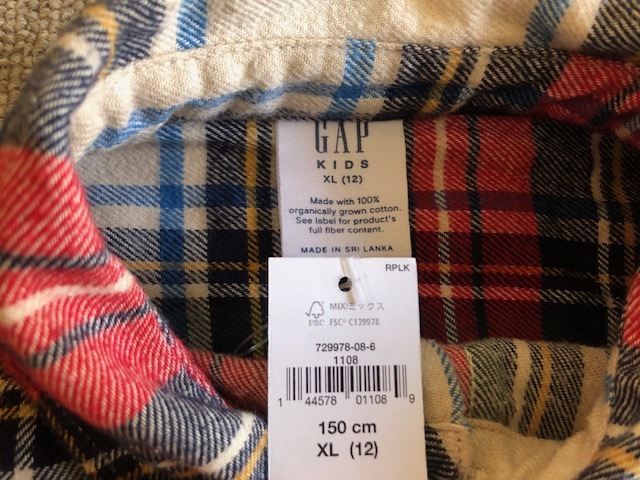 GAP
KIDS
XL (12)
Made with 100%
organically grown cotton.
See label for product's
full fiber content.
MADE IN SRI LANKA
RPLK
FSC
MIX/ミックス
FSC® C139976
729978-08-6
1108
1 44578 01108 9
150 cm
XL (12)